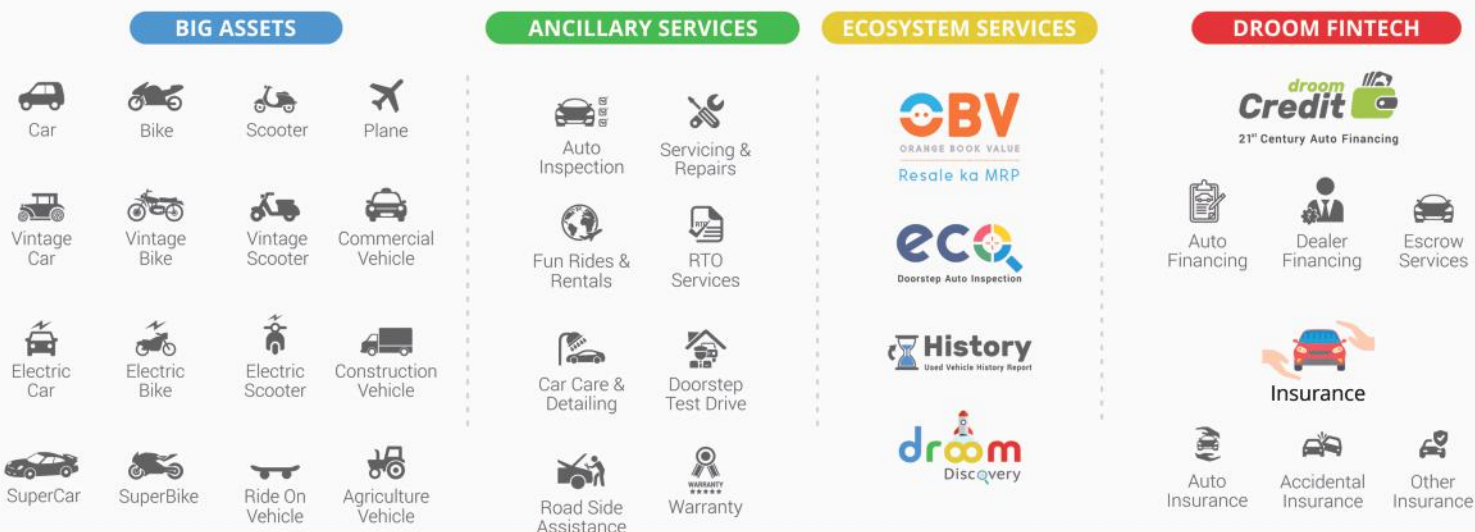 BIG ASSETS
Car
Bike
Scooter
Plane
Vintage
Car
Vintage
Bike
Vintage
Scooter
Commercial
Vehicle
Electric
Car
Electric
Bike
Electric
Scooter
Construction
Vehicle
SuperCar
SuperBike
Ride On
Vehicle
Agriculture
Vehicle
ANCILLARY SERVICES
Auto
Inspection
Servicing &
Repairs
Fun Rides &
Rentals
RTO
RTO
Services
Car Care &
Detailing
Doorstep
Test Drive
Road Side
Assistance
WARRANTY
Warranty
ECOSYSTEM SERVICES
OBV
ORANGE BOOK VALUE
Resale ka MRP
eco
Doorstep Auto Inspection
History
Used Vehicle History Report
droom
Discovery
DROOM FINTECH
droom
Credit
21st Century Auto Financing
Auto
Financing
Dealer
Financing
Escrow
Services
Insurance
Auto
Insurance
Accidental
Insurance
Other
Insurance